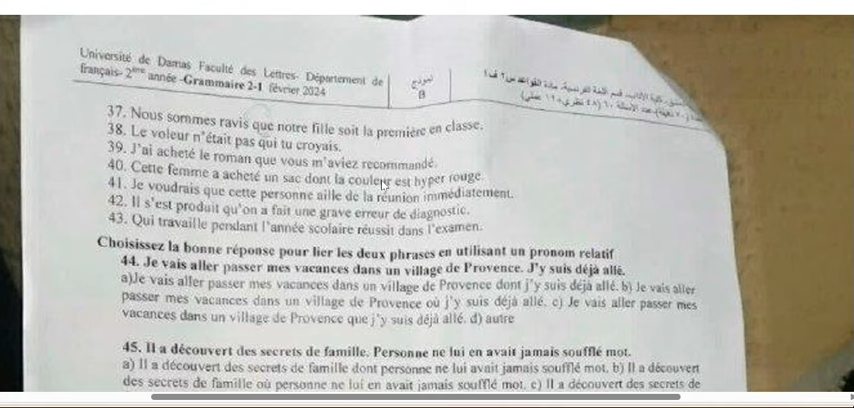 Université de Damas Faculté des Lettres- Département de
français- 2ème année -Grammaire 2-1 février 2024
نموذج
B
37. Nous sommes ravis que notre fille soit la première en classe.
38. Le voleur n'était pas qui tu croyais.
39. J'ai acheté le roman que vous m'aviez recommandé.
40. Cette femme a acheté un sac dont la couleur est hyper rouge.
41. Je voudrais que cette personne aille de la réunion immédiatement.
42. Il s'est produit qu'on a fait une grave erreur de diagnostic.
43. Qui travaille pendant l'année scolaire réussit dans l'examen.
Choisissez la bonne réponse pour lier les deux phrases en utilisant un pronom relatif
44. Je vais aller passer mes vacances dans un village de Provence. J'y suis déjà allé.
a)Je vais aller passer mes vacances dans un village de Provence dont j'y suis déjà allé. b) Je vais aller
passer mes vacances dans un village de Provence où j'y suis déjà allé. c) Je vais aller passer mes
vacances dans un village de Provence que j'y suis déjà allé. d) autre
45. Il a découvert des secrets de famille. Personne ne lui en avait jamais soufflé mot.
a) Il a découvert des secrets de famille dont personne ne lui avait jamais soufflé mot. b) Il a découvert
des secrets de famille où personne ne lui en avait jamais soufflé mot. c) Il a découvert des secrets de